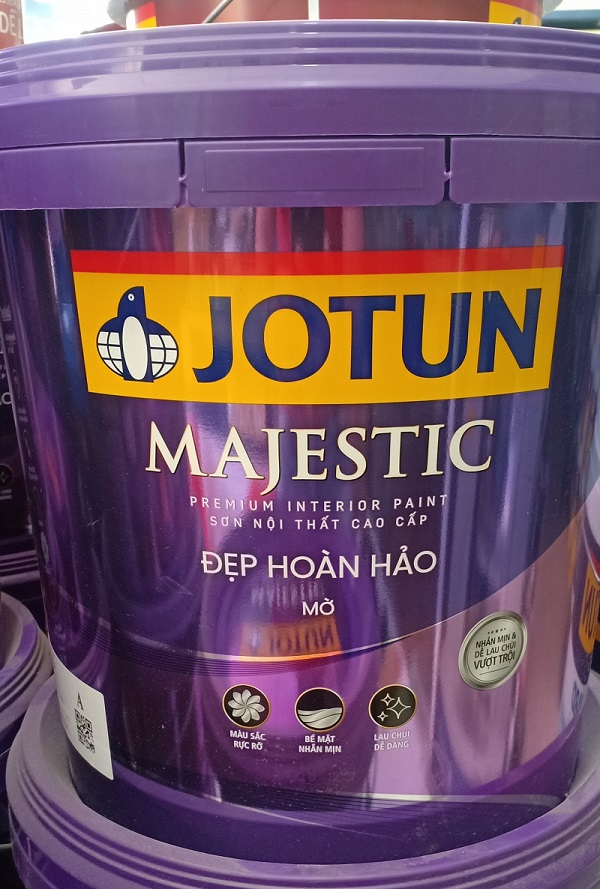 JOTUN
MAJESTIC
PREMIUM INTERIOR PAINT
SƠN NỘI THẤT CAO CẤP
ĐẸP HOÀN HẢO
MỜ
NHẴN MỊN &
DỄ LAU CHÙI
VƯỢT TRỘI
MÀU SẮC
RỰC RỠ
BỀ MẶT
NHẴN MỊN
LAU CHÙI
DỄ DÀNG
A